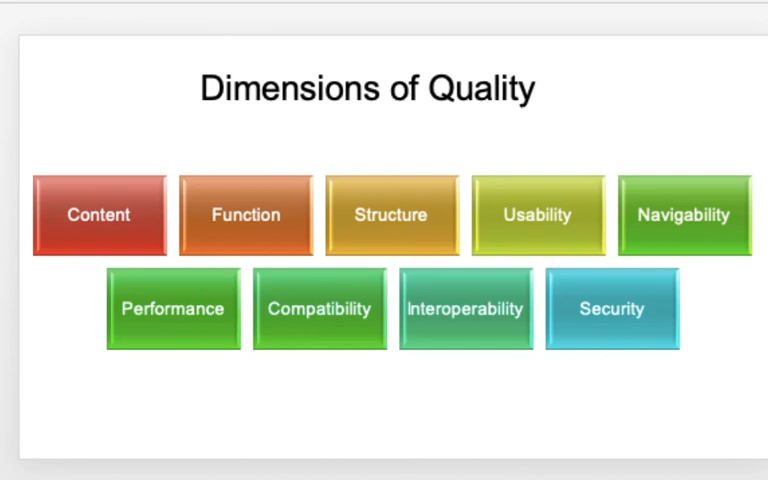 Dimensions of Quality
Content
Function
Structure
Usability
Navigability
Performance
Compatibility
Interoperability
Security